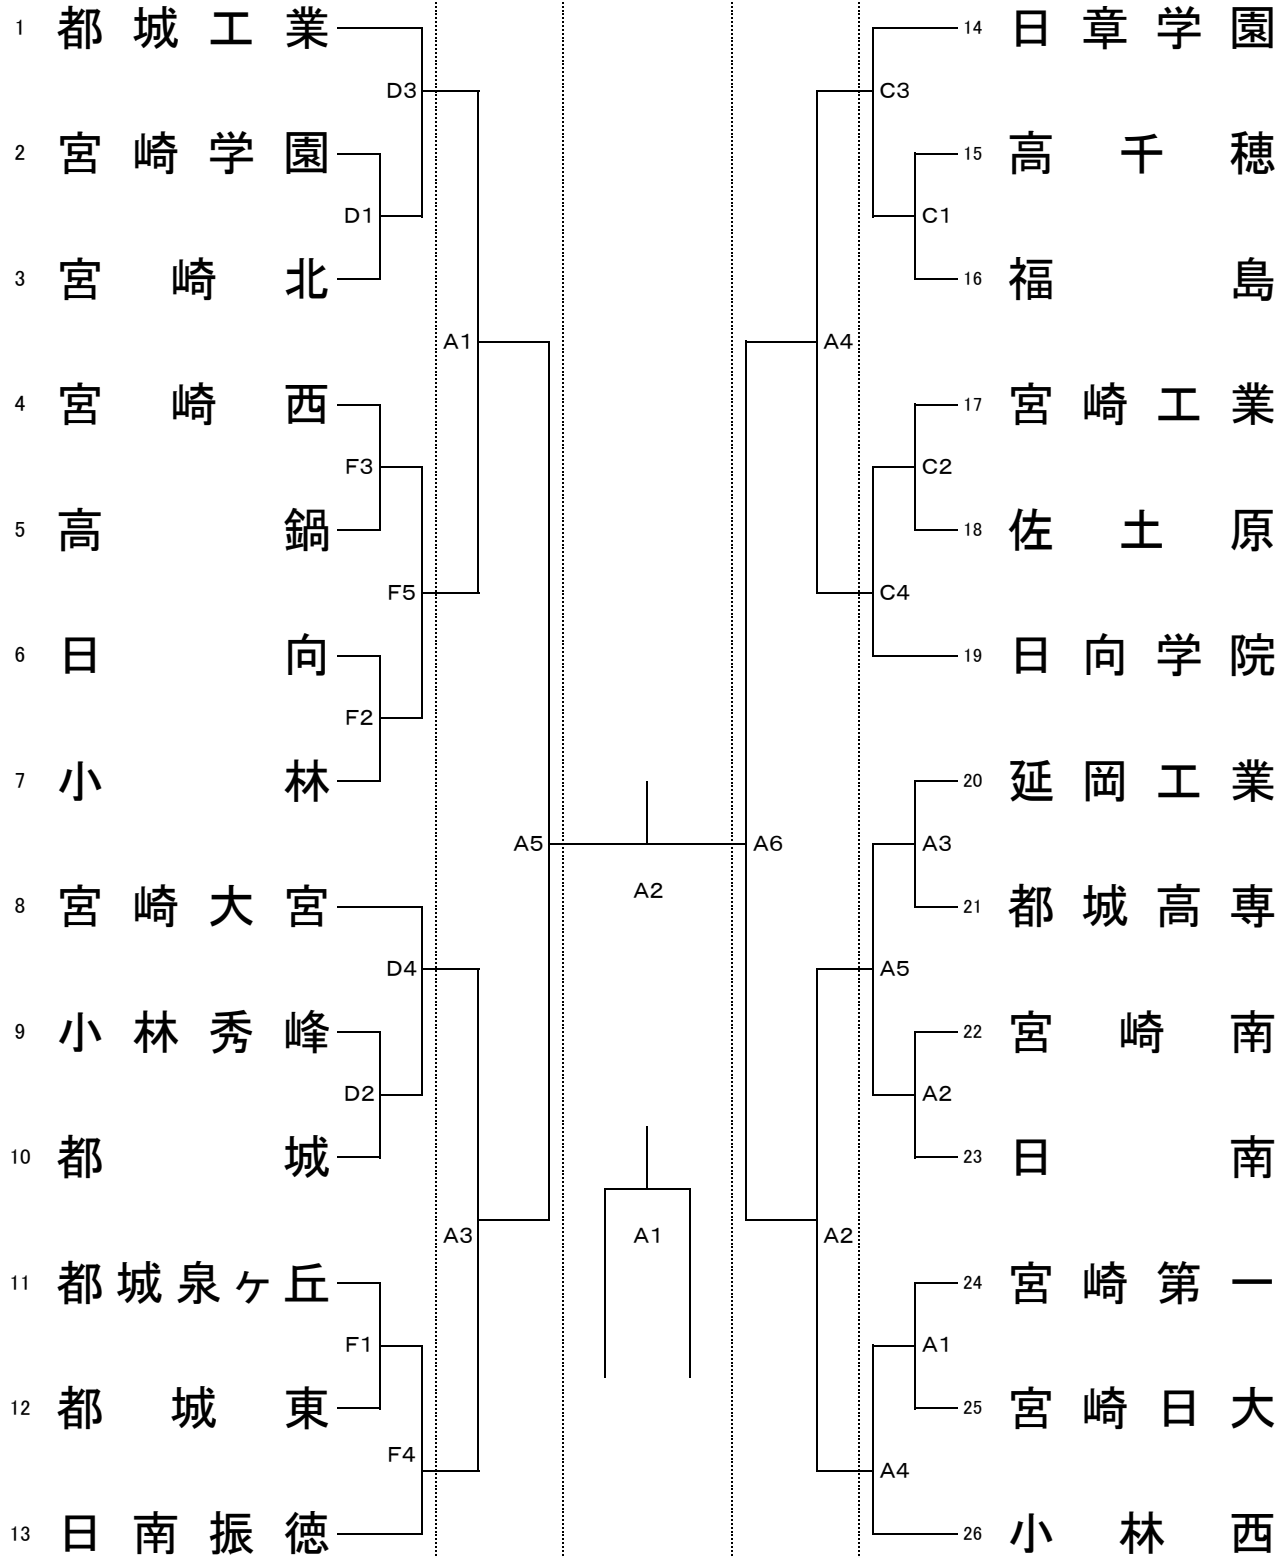 1 都城工業
D3
2 宮崎学園
D1
3 宮崎北
A1
4 宮崎西
F3
5 高鍋
F5
6 日向
F2
7 小林
A5
8 宮崎大宮
D4
9 小林秀峰
D2
10 都城
A3
11 都城泉ヶ丘
F1
12 都城東
F4
13 日南振徳
A2
A1
14 日章学園
C3
15 高千穂
C1
16 福島
A4
17 宮崎工業
C2
18 佐土原
C4
19 日向学院
20 延岡工業
A6
A3
21 都城高専
A5
22 宮崎南
A2
23 日南
A2
24 宮崎第一
A1
25 宮崎日大
A4
26 小林西